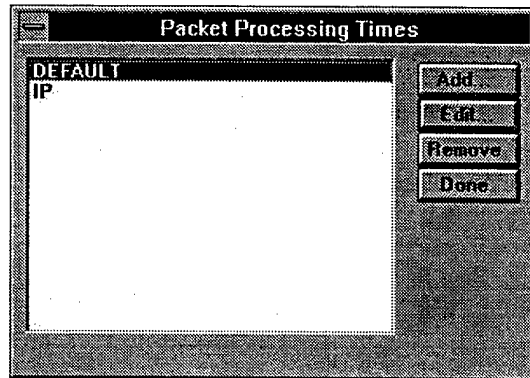 Packet Processing Times
DEFAULT
IP
Add...
Edit...
Remove
Done